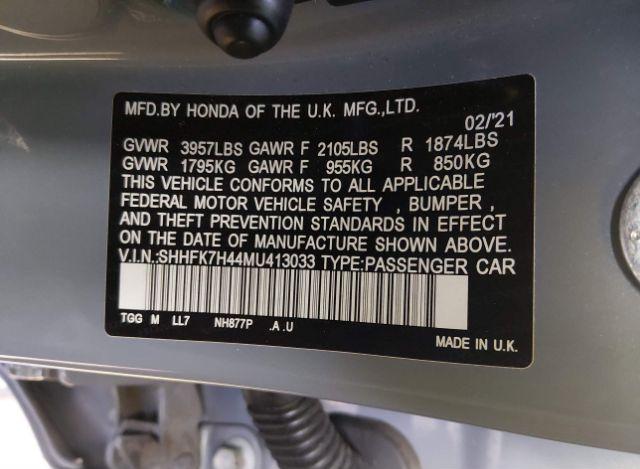 MFD.BY HONDA OF THE U.K. MFG.,LTD.
02/'21
GVWR 3957LBS GAWR F 2105LBS R 1874LBS
GVWR 1795KG GAWR F 955KG R 850KG
THIS VEHICLE CONFORMS TO ALL APPLICABLE
FEDERAL MOTOR VEHICLE SAFETY , BUMPER ,
AND THEFT PREVENTION STANDARDS IN EFFECT
ON THE DATE OF MANUFACTURE SHOWN ABOVE.
V.I.N.:SHHFK7H44MU413033 TYPE:PASSENGER CAR
TGG M LL7 NH877P .A .U
MADE IN U.K.